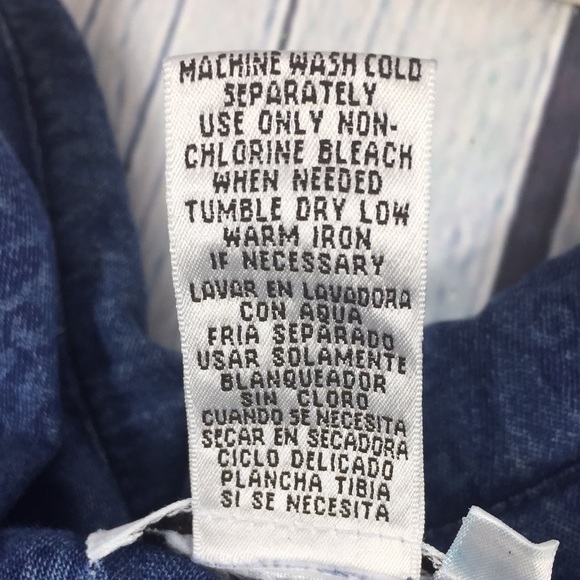 MACHINE WASH COLD
SEPARATELY
USE ONLY NON-
CHLORINE BLEACH
WHEN NEEDED
TUMBLE DRY LOW
WARM IRON
IF NECESSARY
LAVAR EN LAVADORA
CON AQUA
FRIA SEPARADO
USAR SOLAMENTE
BLANQUEADOR
SIN CLORO
CUANDO SE NECESITA
SECAR EN SECADORA
CICLO DELICADO
PLANCHA TIBIA
SI SE NECESITA